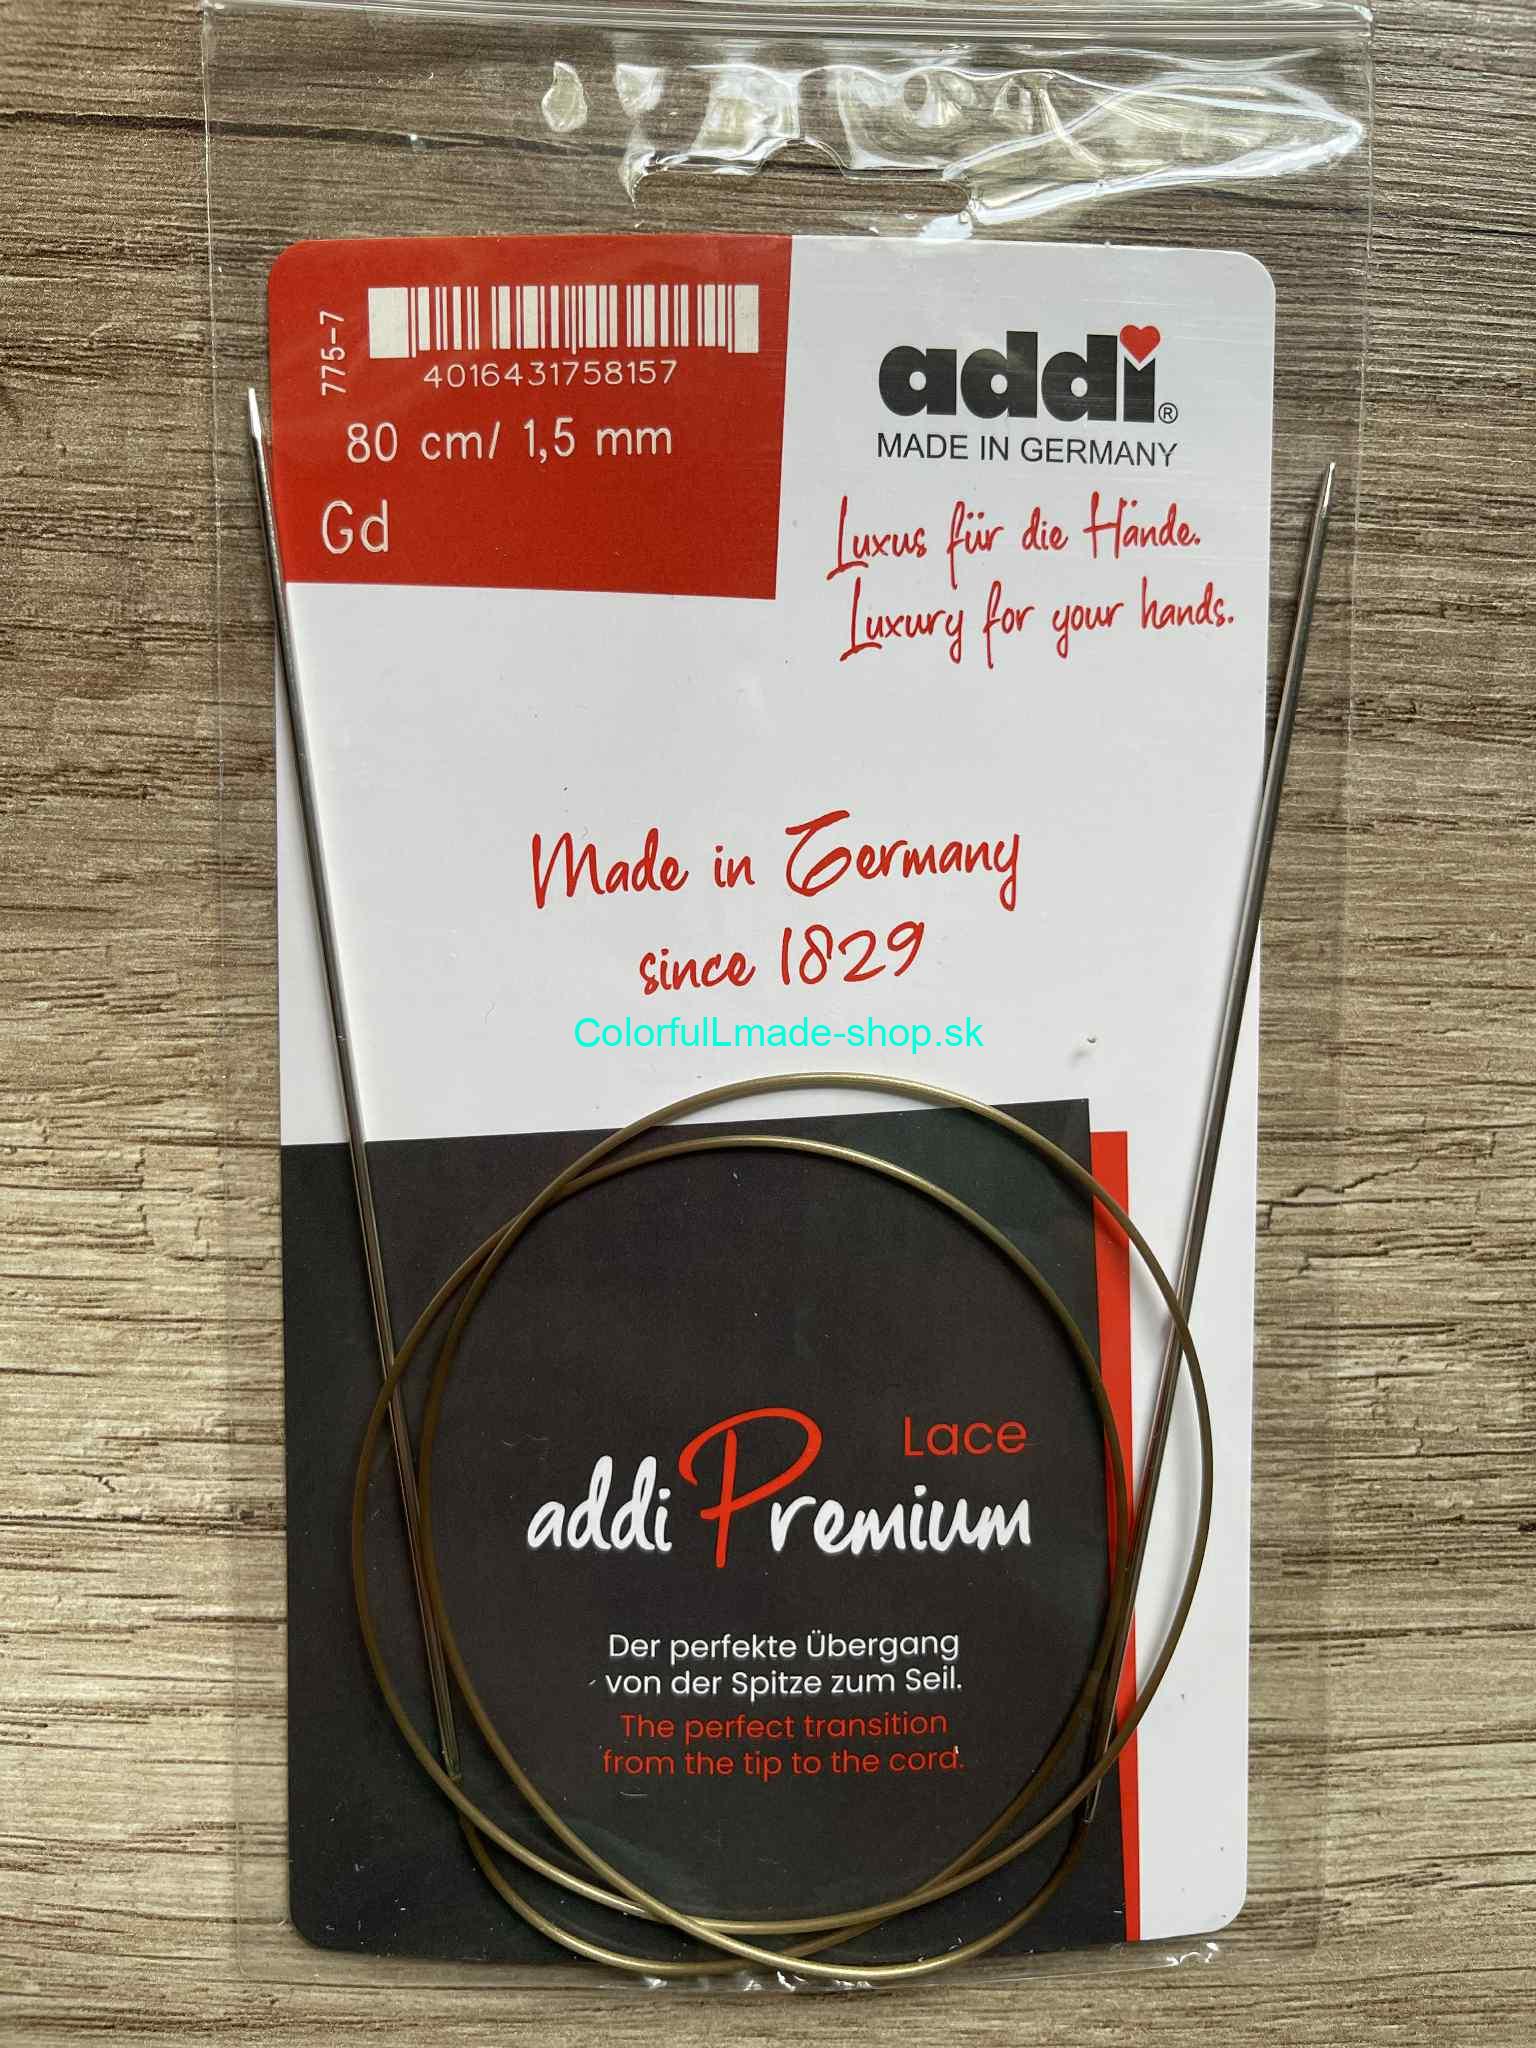 775-7
4016431758157
80 cm/ 1,5 mm
Gd
addi®
MADE IN GERMANY
Luxus für die Hände.
Luxury for your hands.
Made in Germany
since 1829
ColorfulLmade-shop.sk
Lace
addi Premium
Der perfekte Übergang
von der Spitze zum Seil.
The perfect transition
from the tip to the cord.